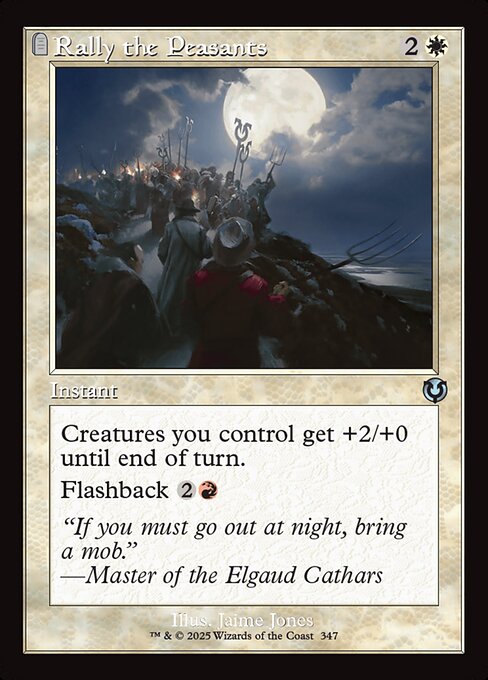 Rally the Peasants 2
Instant
Creatures you control get +2/+0
until end of turn.
Flashback 2
“If you must go out at night, bring
a mob.”
—Master of the Elgaud Cathars
Illus. Jaime Jones
™ & © 2025 Wizards of the Coast 347